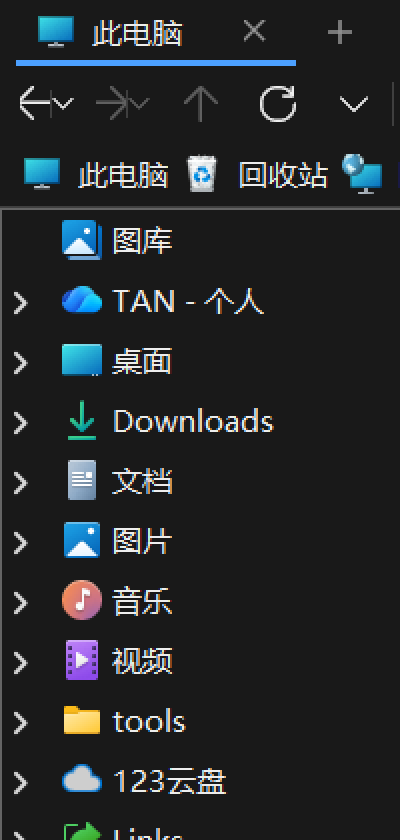 此电脑
此电脑 回收站
图库
TAN - 个人
桌面
Downloads
文档
图片
音乐
视频
tools
123云盘
Links